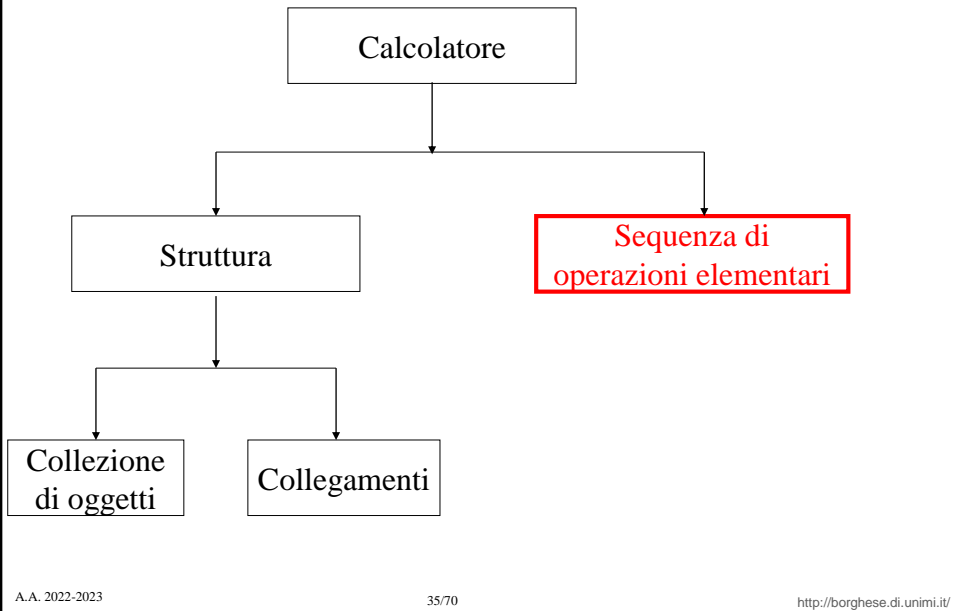 Calcolatore
Struttura
Sequenza di
operazioni elementari
Collezione
di oggetti
Collegamenti
A.A. 2022-2023
35/70
http://borghese.di.unimi.it/